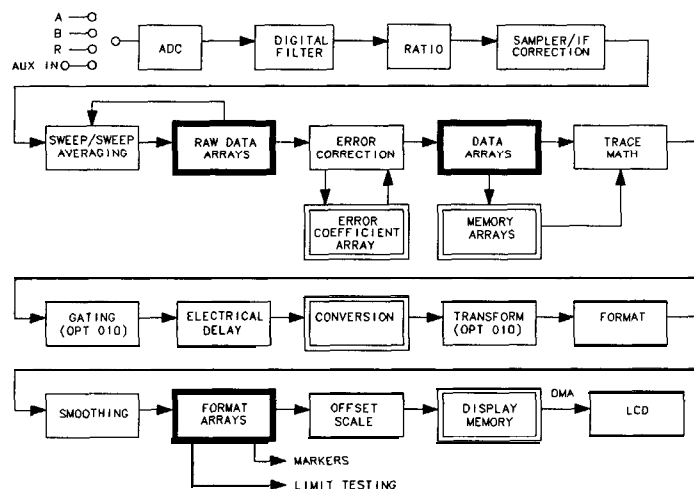 A
B
R
AUX IN
ADC
DIGITAL
FILTER
RATIO
SAMPLER/IF
CORRECTION
SWEEP/SWEEP
AVERAGING
RAW DATA
ARRAYS
ERROR
CORRECTION
DATA
ARRAYS
TRACE
MATH
ERROR
COEFFICIENT
ARRAY
MEMORY
ARRAYS
GATING
(OPT 010)
ELECTRICAL
DELAY
CONVERSION
TRANSFORM
(OPT 010)
FORMAT
SMOOTHING
FORMAT
ARRAYS
OFFSET
SCALE
DISPLAY
MEMORY
DMA
LCD
MARKERS
LIMIT TESTING